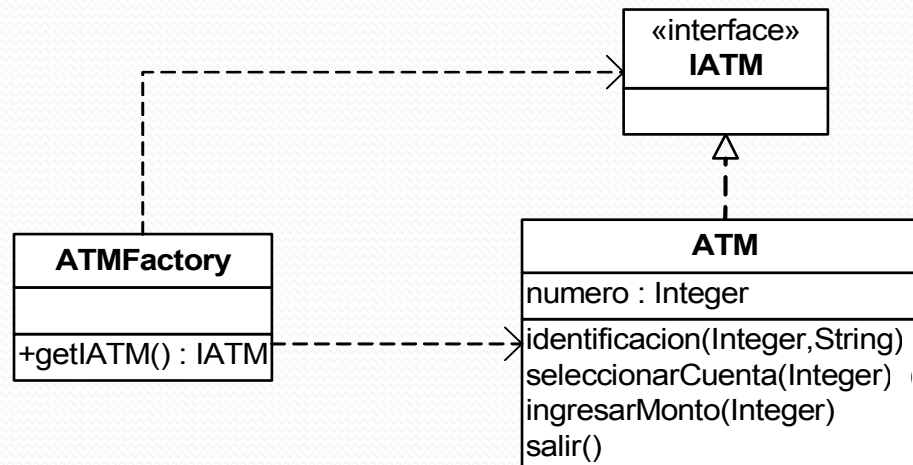 «interface»
IATM
ATMFactory
+getIATM() : IATM
ATM
numero : Integer
identificacion(Integer,String)
seleccionarCuenta(Integer)
ingresarMonto(Integer)
salir()